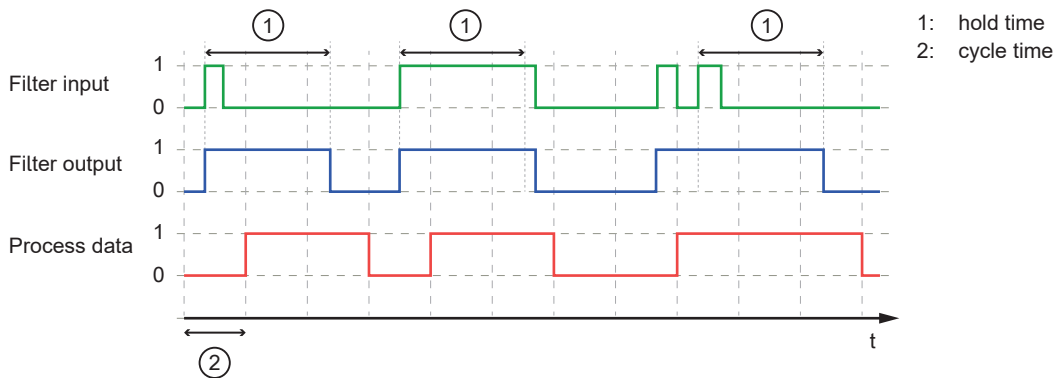 1 1 1
1: hold time
2: cycle time
Filter input 1
0
Filter output 1
0
Process data 1
0
t
2